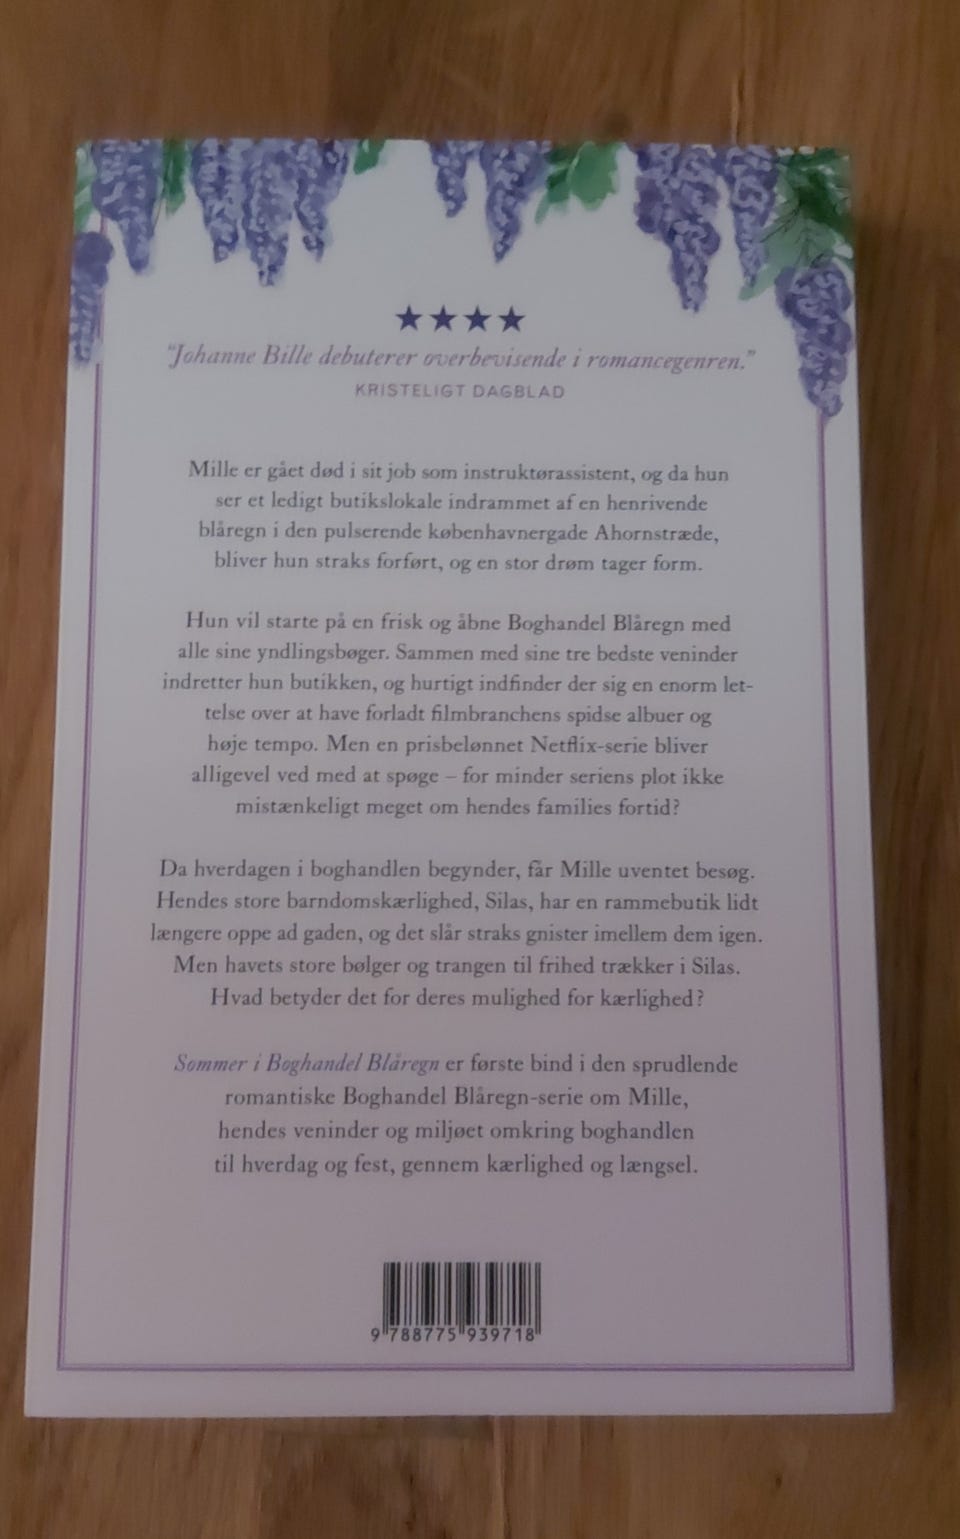 ★★★★
"Johanne Bille debuterer overbevisende i romancegenren."
KRISTELIGT DAGBLAD
Mille er gået død i sit job som instruktørassistent, og da hun
ser et ledigt butikslokale indrammet af en henrivende
blåregn i den pulserende københavnergade Ahornstræde,
bliver hun straks forført, og en stor drøm tager form.
Hun vil starte på en frisk og åbne Boghandel Blåregn med
alle sine yndlingsbøger. Sammen med sine tre bedste veninder
indretter hun butikken, og hurtigt indfinder der sig en enorm let-
telse over at have forladt filmbranchens spidse albuer og
høje tempo. Men en prisbelønnet Netflix-serie bliver
alligevel ved med at spøge – for minder seriens plot ikke
mistænkeligt meget om hendes families fortid?
Da hverdagen i boghandlen begynder, får Mille uventet besøg.
Hendes store barndomskærlighed, Silas, har en rammebutik lidt
længere oppe ad gaden, og det slår straks gnister imellem dem igen.
Men havets store bølger og trangen til frihed trækker i Silas.
Hvad betyder det for deres mulighed for kærlighed?
Sommer i Boghandel Blåregn er første bind i den sprudlende
romantiske Boghandel Blåregn-serie om Mille,
hendes veninder og miljøet omkring boghandlen
til hverdag og fest, gennem kærlighed og længsel.
9 788775 939718